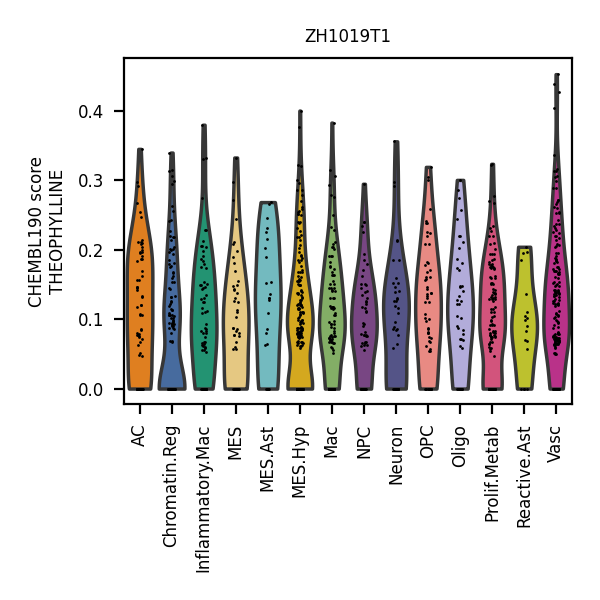 ZH1019T1
CHEMBL190 score
THEOPHYLLINE
0.4
0.3
0.2
0.1
0.0
AC
Chromatin.Reg
Inflammatory.Mac
MES
MES.Ast
MES.Hyp
Mac
NPC
Neuron
OPC
Oligo
Prolif.Metab
Reactive.Ast
Vasc